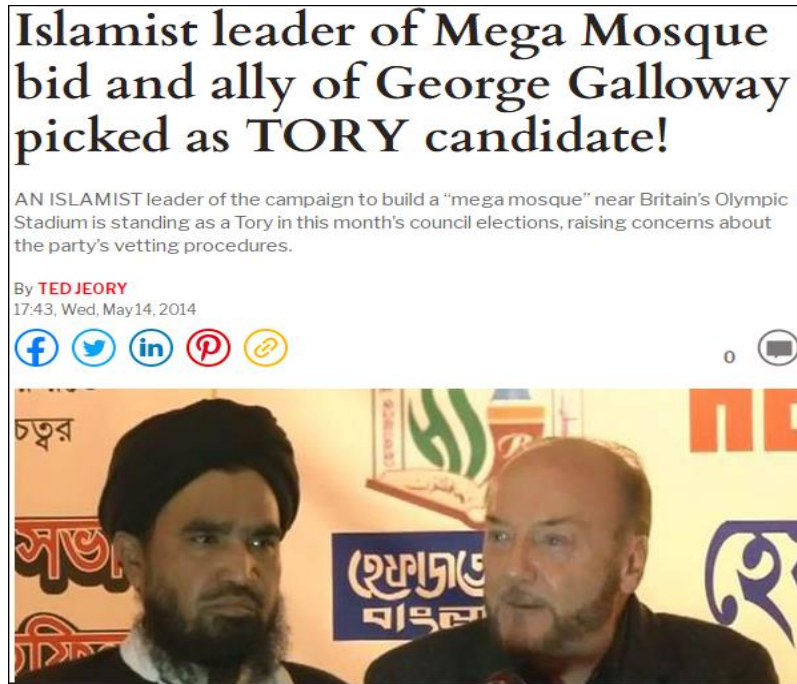 Islamist leader of Mega Mosque
bid and ally of George Galloway
picked as TORY candidate!
AN ISLAMIST leader of the campaign to build a “mega mosque” near Britain’s Olympic
Stadium is standing as a Tory in this month’s council elections, raising concerns about
the party’s vetting procedures.
By TED JEORY
17:43, Wed, May 14, 2014
0
চত্বর
হেফাজতে